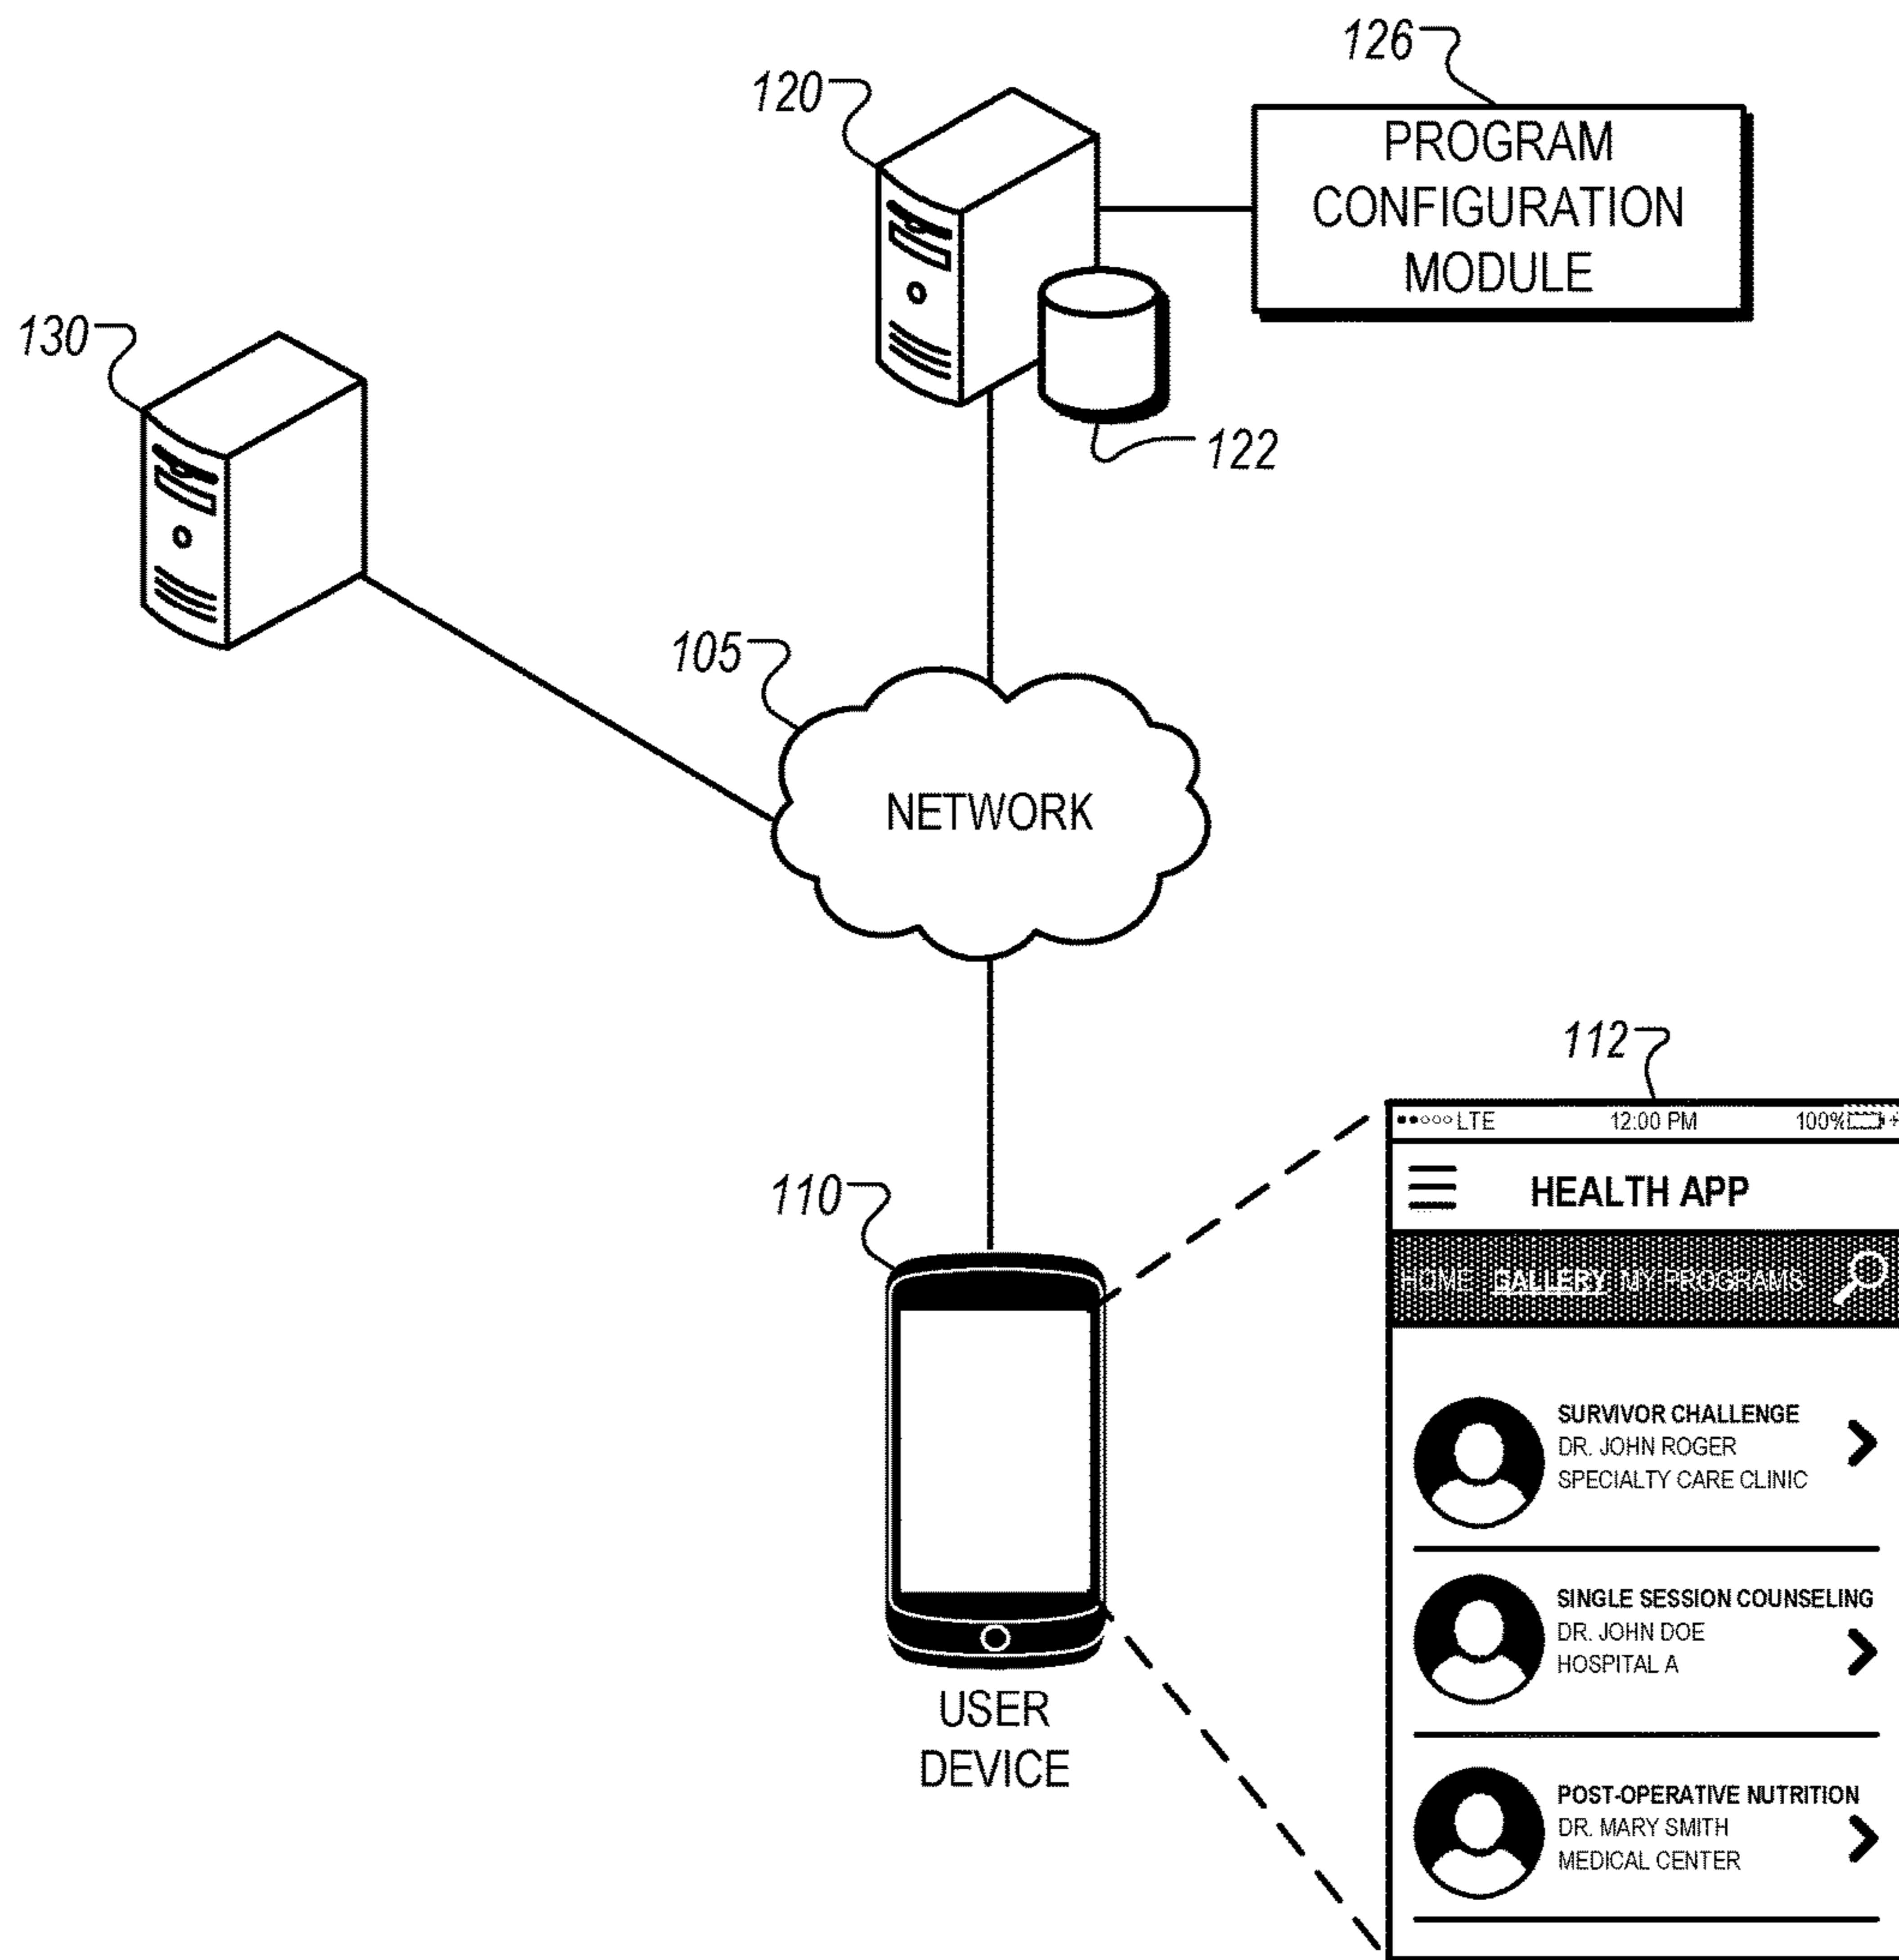 126
120
PROGRAM
CONFIGURATION
MODULE
130
122
105
NETWORK
112
●●○○○ LTE 12:00 PM 100%
110
HEALTH APP
HOME GALLERY MY PROGRAMS
SURVIVOR CHALLENGE
DR. JOHN ROGER
SPECIALTY CARE CLINIC
SINGLE SESSION COUNSELING
DR. JOHN DOE
HOSPITAL A
USER
DEVICE
POST-OPERATIVE NUTRITION
DR. MARY SMITH
MEDICAL CENTER